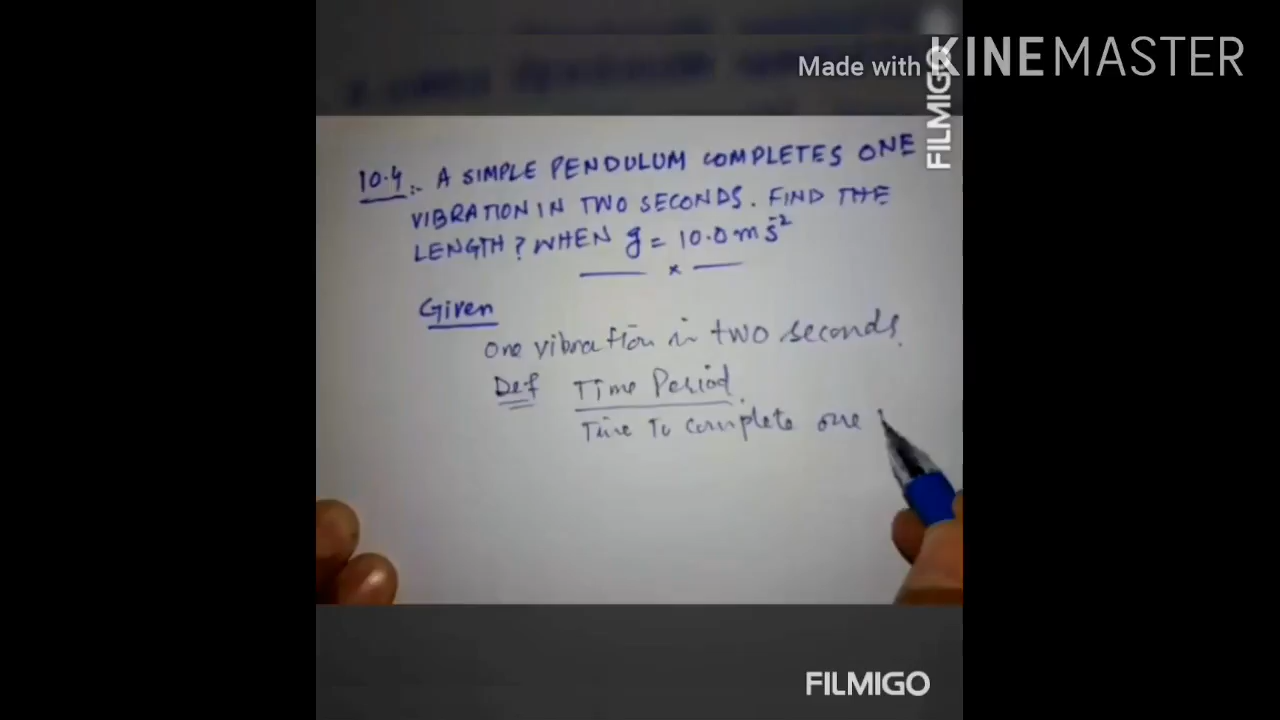 Made with KINEMASTER
FILMIGO
10.4:- A SIMPLE PENDULUM COMPLETES ONE
VIBRATION IN TWO SECONDS. FIND THE
LENGTH? WHEN g = 10.0 m s⁻²
Given
One vibration in two seconds.
Def Time Period.
Time To complete one
FILMIGO